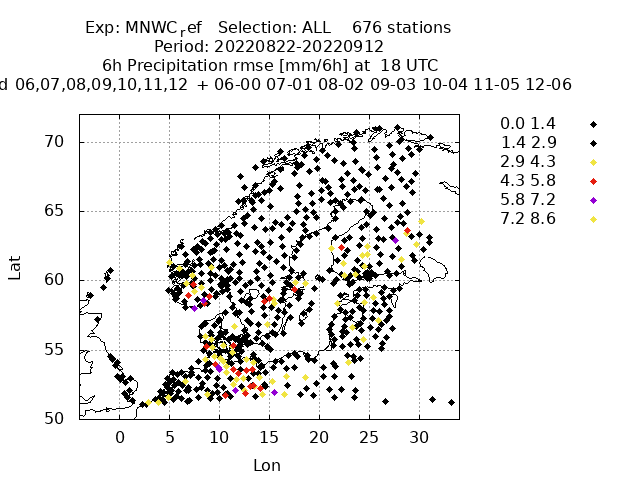 Exp: MNWC_ref   Selection: ALL    676 stations
Period: 20220822-20220912
6h Precipitation rmse [mm/6h] at  18 UTC
d 06,07,08,09,10,11,12  + 06-00 07-01 08-02 09-03 10-04 11-05 12-06
0.0 1.4
1.4 2.9
2.9 4.3
4.3 5.8
5.8 7.2
7.2 8.6
70
65
60
55
50
Lat
0 5 10 15 20 25 30
Lon